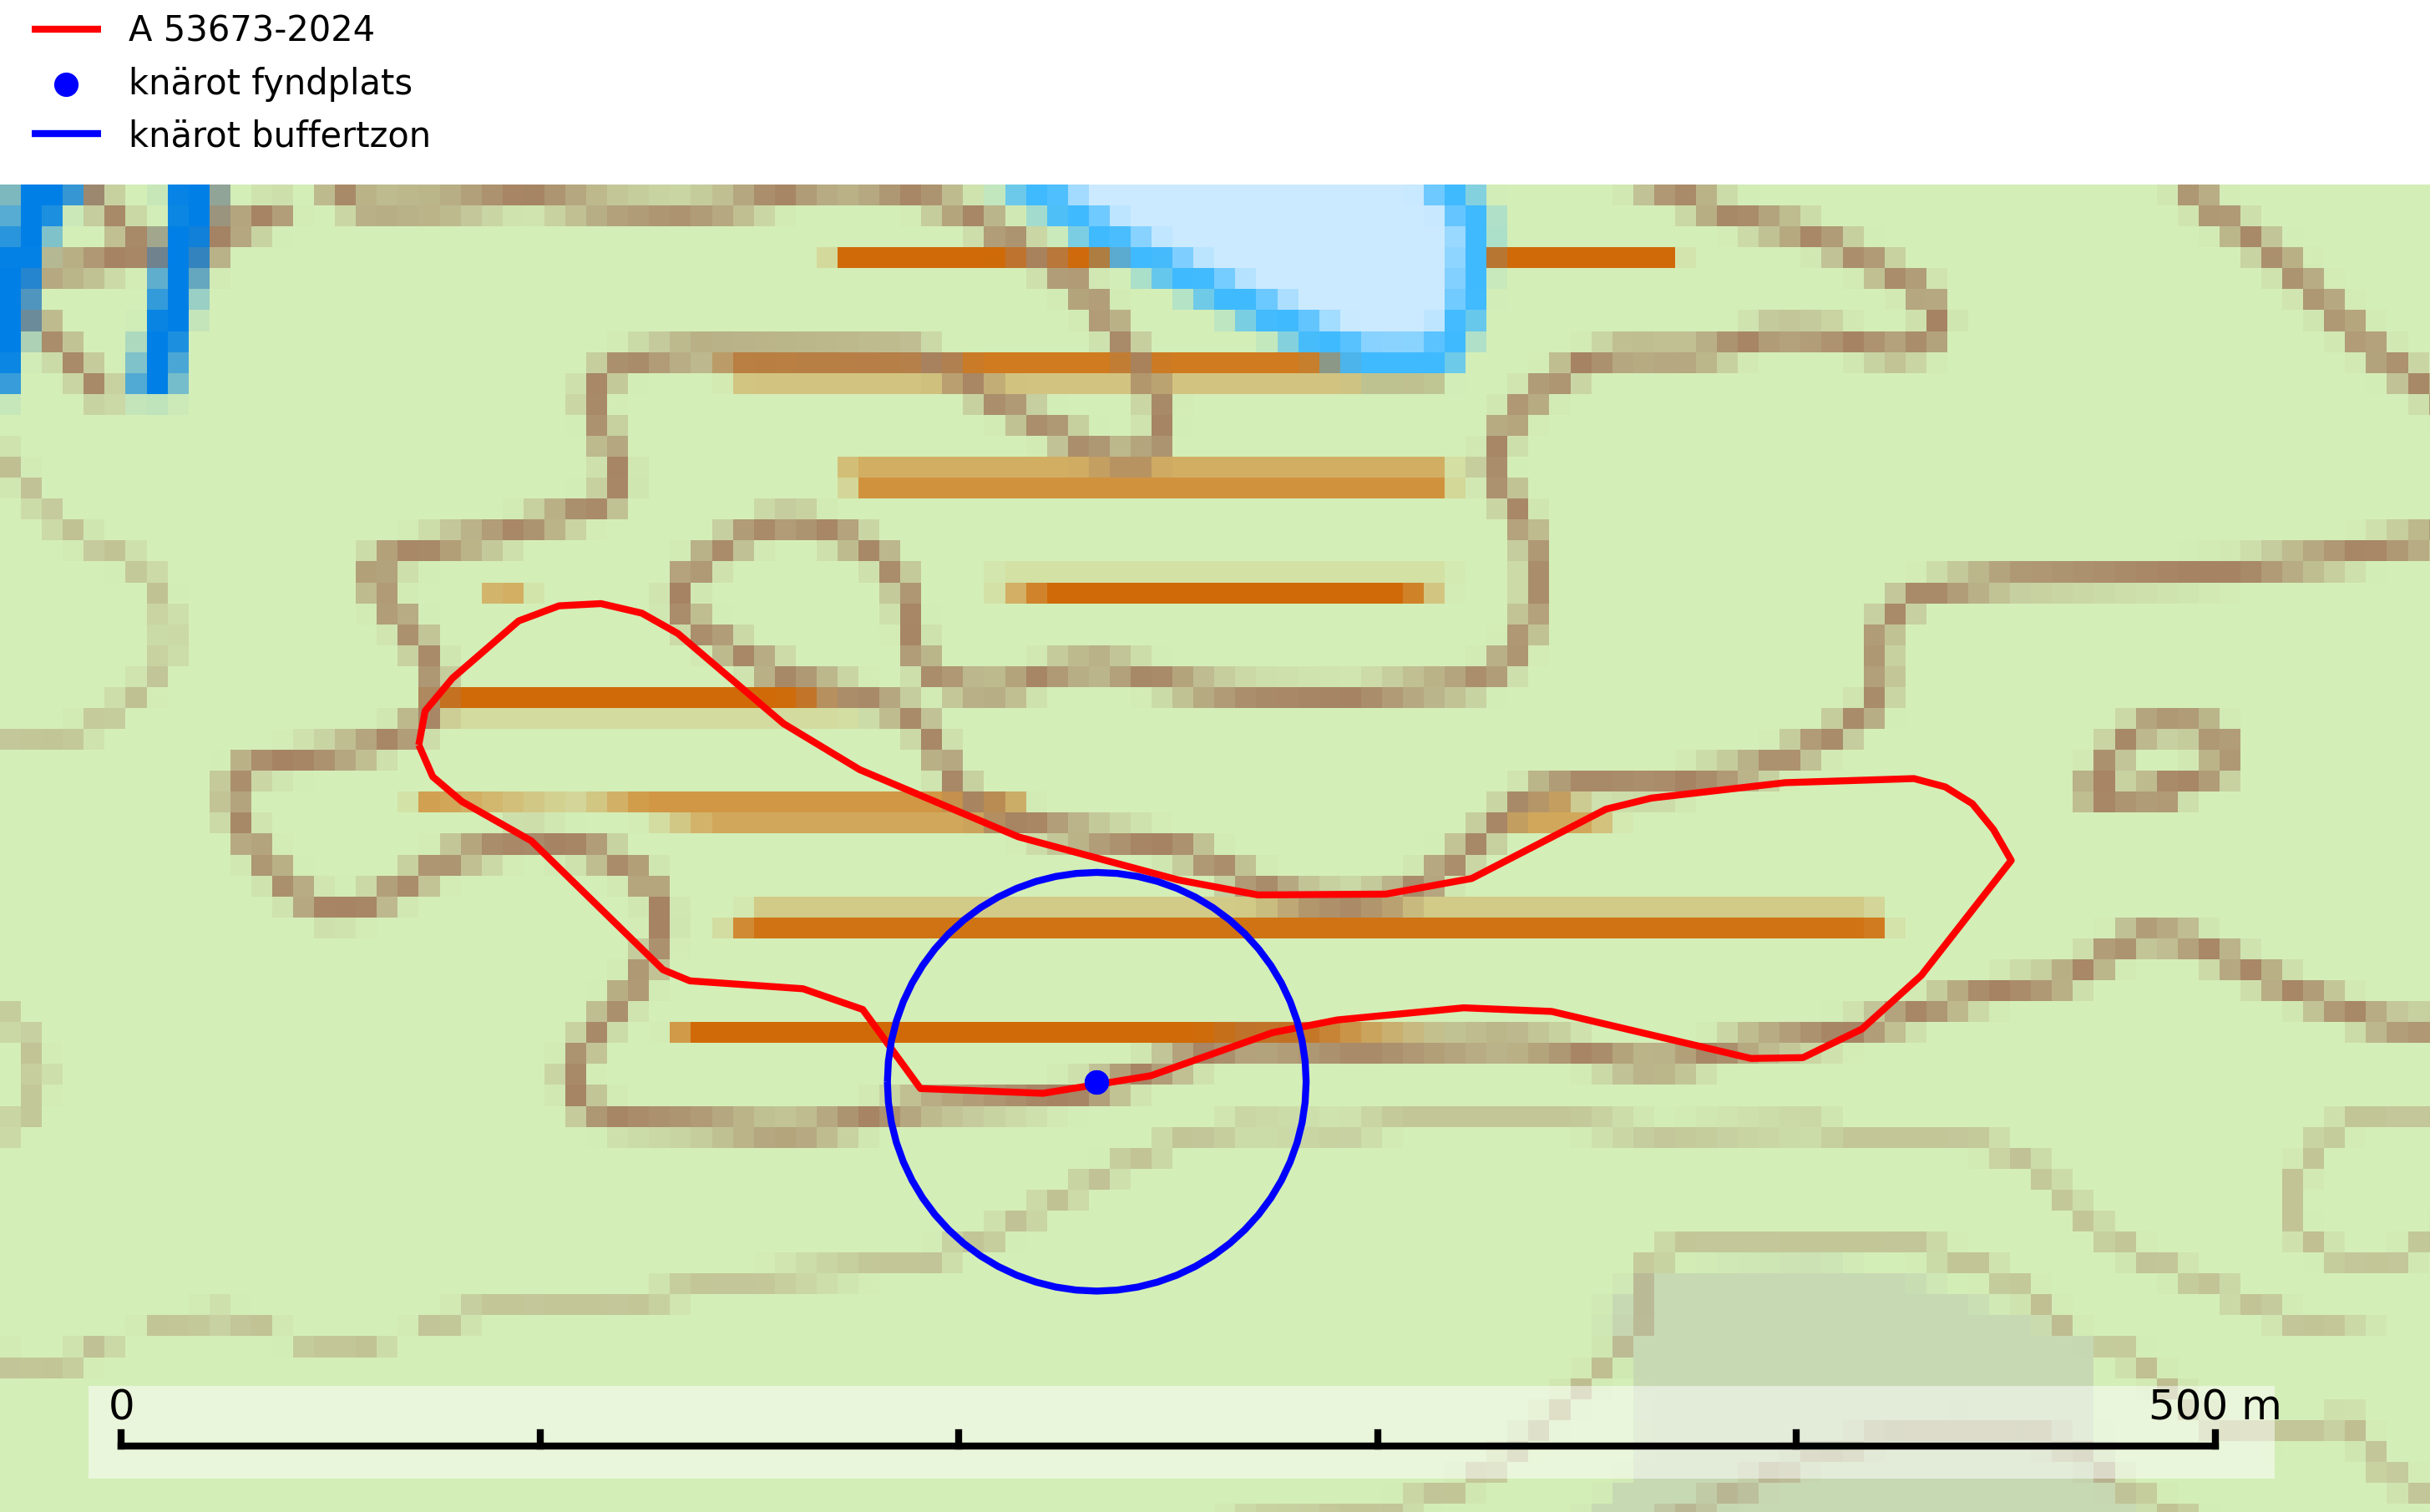 A 53673-2024
knärot fyndplats
knärot buffertzon
0
500 m